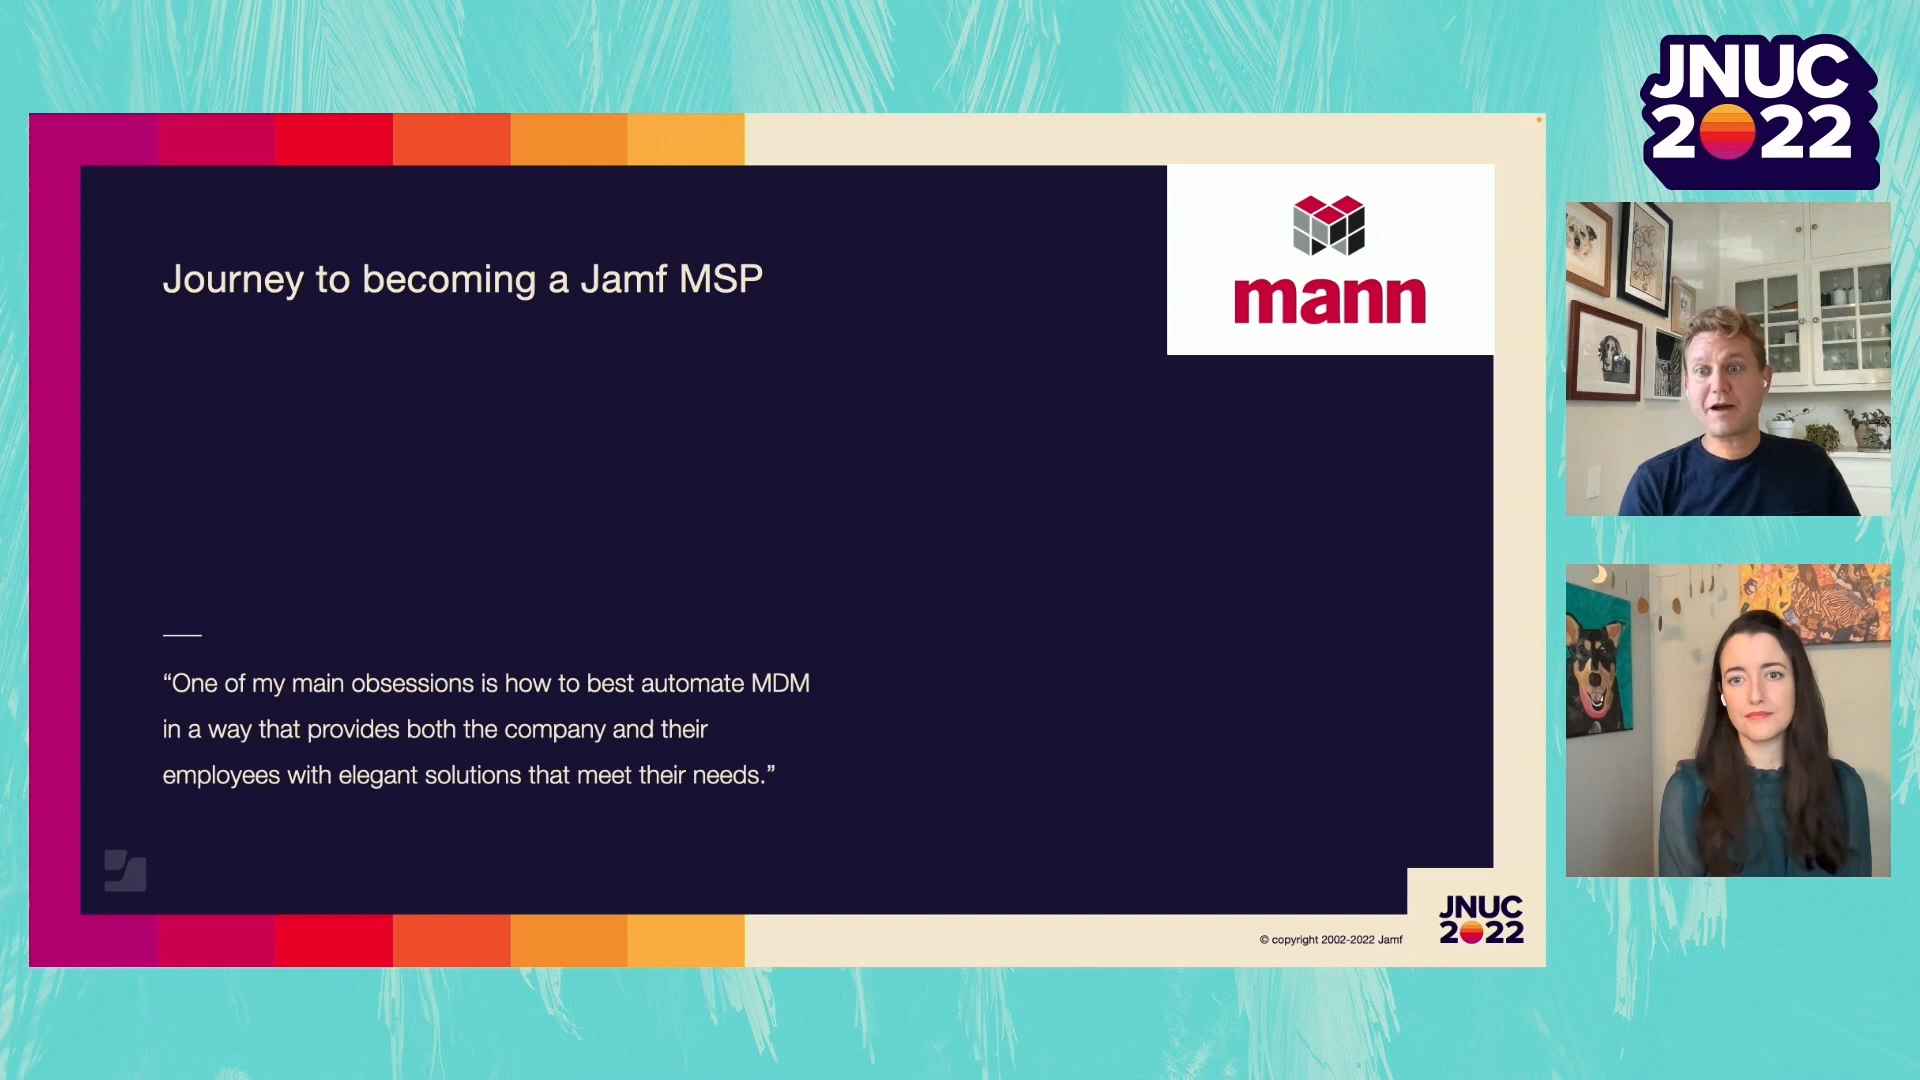 JNUC
2022
mann
Journey to becoming a Jamf MSP
“One of my main obsessions is how to best automate MDM
in a way that provides both the company and their
employees with elegant solutions that meet their needs.”
© copyright 2002-2022 Jamf
JNUC
2022